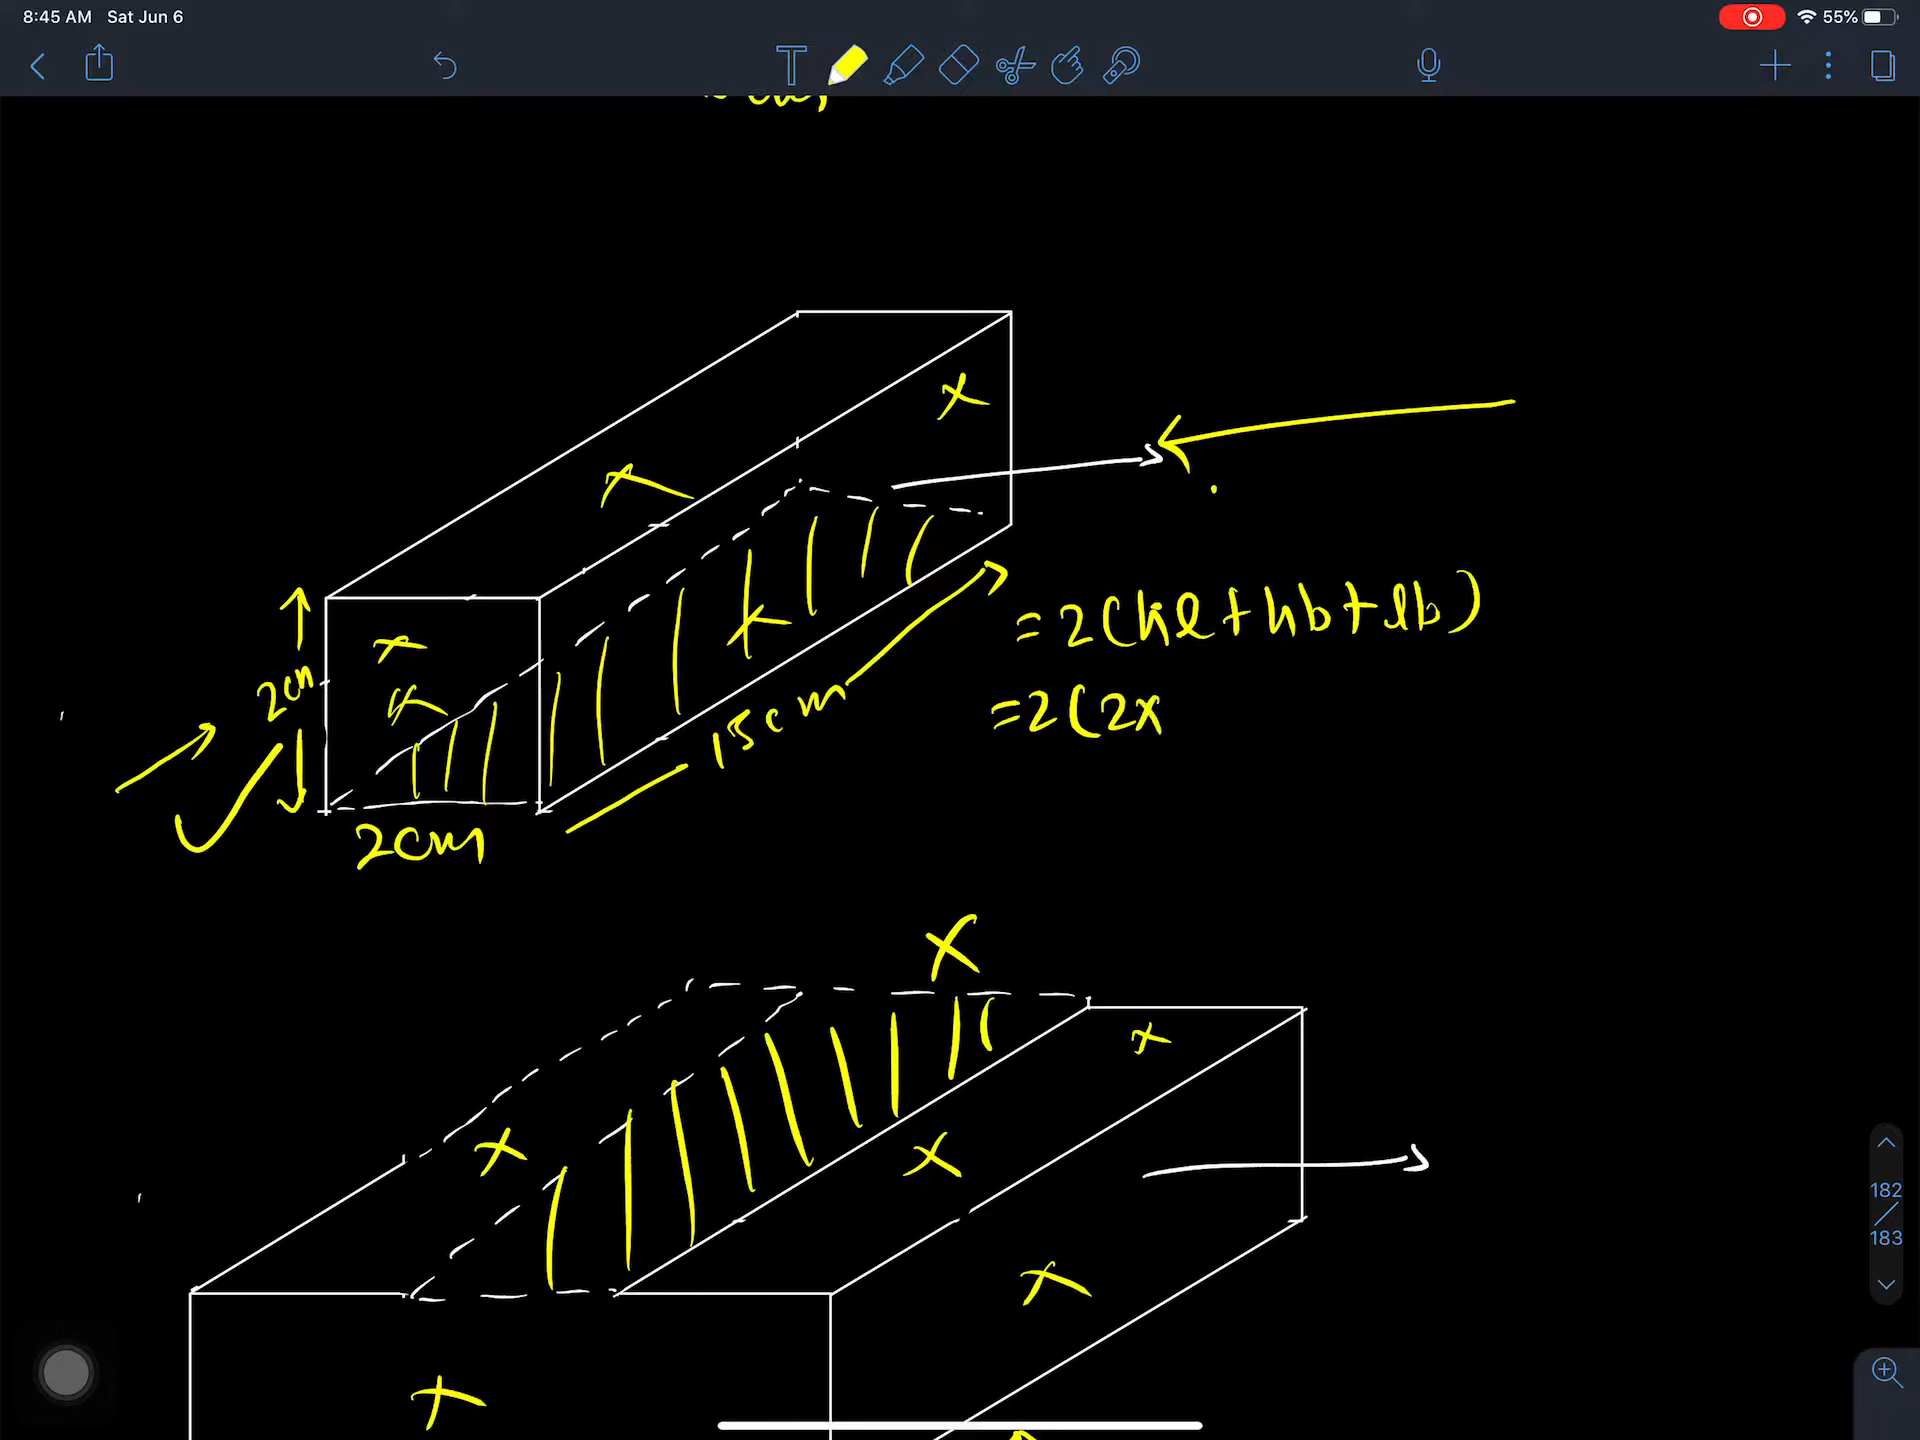 8:45 AM Sat Jun 6
55%
T
x
x
x
2cm
= 2(hl + hb + lb)
15cm
= 2(2x
2cm
x
x
x
x
x
x
182
183